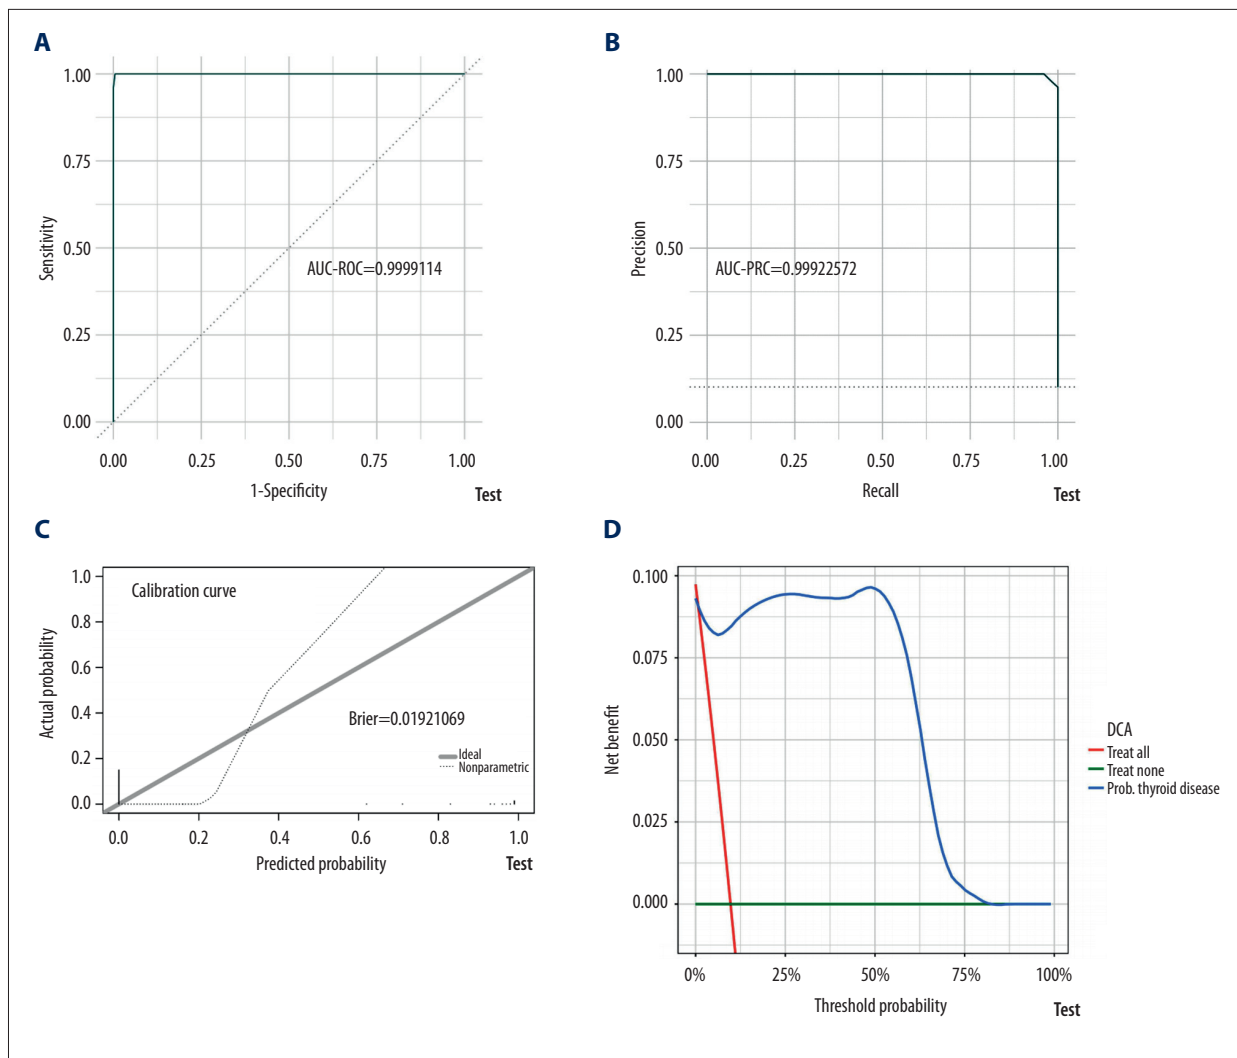 A
1.00
0.75
0.50
0.25
0.00
Sensitivity
AUC-ROC=0.9999114
0.00 0.25 0.50 0.75 1.00
1-Specificity
Test
B
1.00
0.75
0.50
0.25
0.00
Precision
AUC-PRC=0.99922572
0.00 0.25 0.50 0.75 1.00
Recall
Test
C
1.0
0.8
0.6
0.4
0.2
0.0
Actual probability
Calibration curve
Brier=0.01921069
Ideal
Nonparametric
0.0 0.2 0.4 0.6 0.8 1.0
Predicted probability
Test
D
0.100
0.075
0.050
0.025
0.000
Net benefit
0% 25% 50% 75% 100%
Threshold probability
Test
DCA
Treat all
Treat none
Prob. thyroid disease